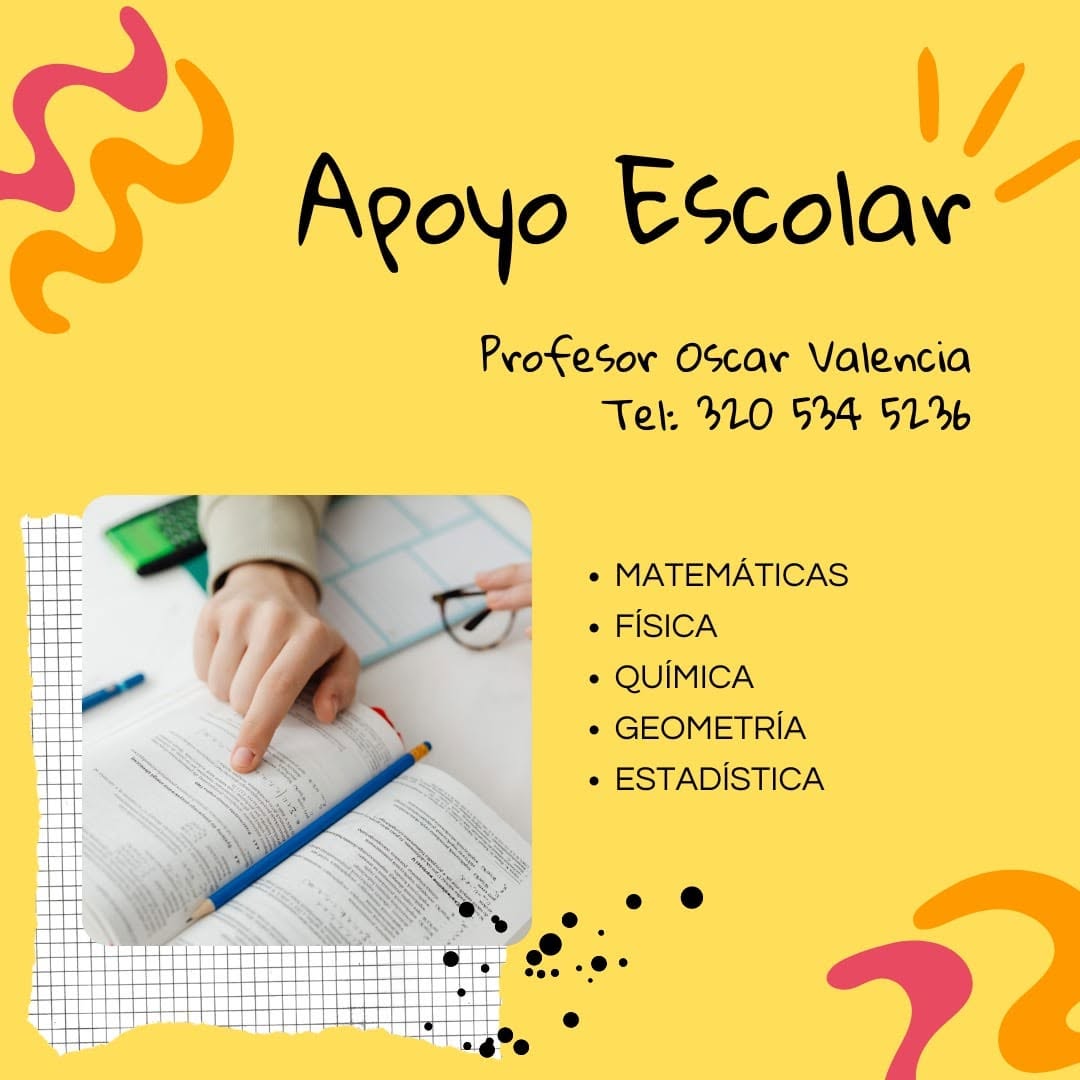 Apoyo Escolar
Profesor Oscar Valencia
Tel: 320 534 5236
• MATEMÁTICAS
• FÍSICA
• QUÍMICA
• GEOMETRÍA
• ESTADÍSTICA